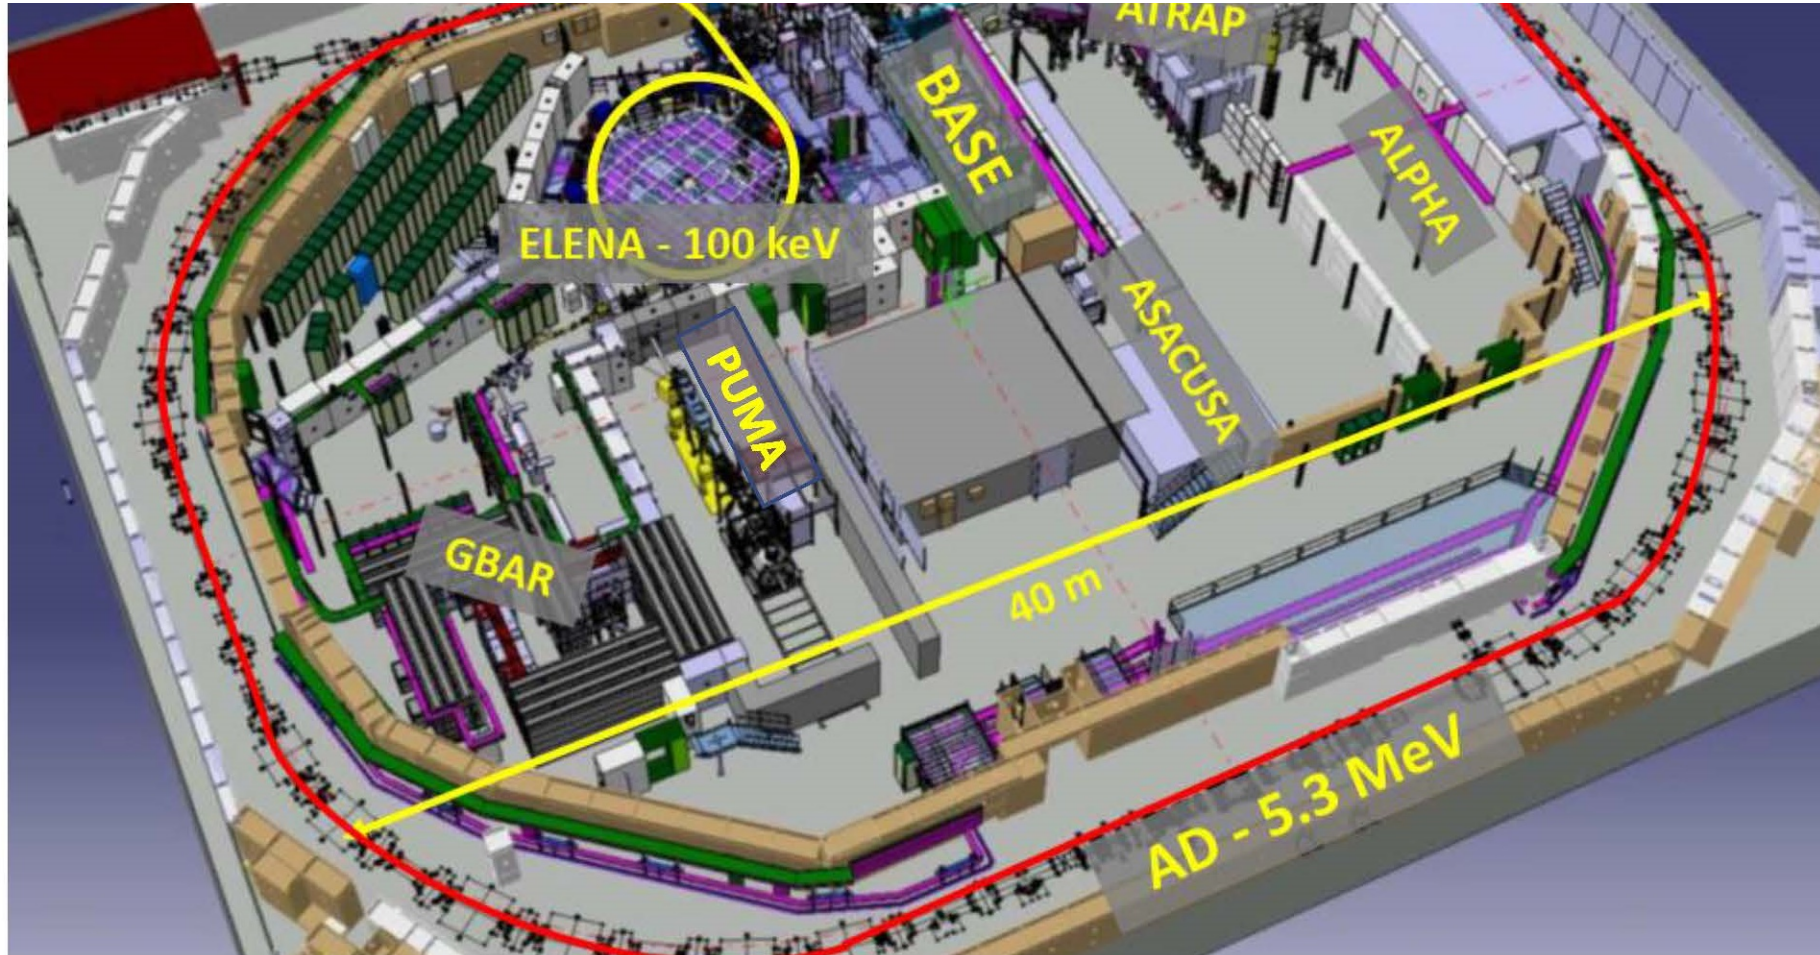 ATRAP
BASE
ALPHA
ELENA - 100 keV
ASACUSA
PUMA
GBAR
40 m
AD - 5.3 MeV